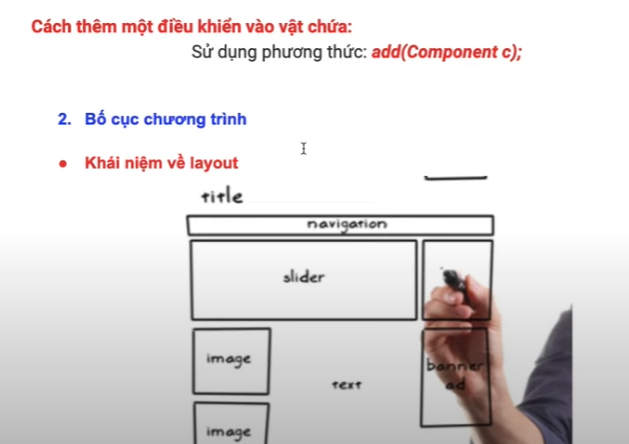 Cách thêm một điều khiển vào vật chứa:
Sử dụng phương thức: add(Component c);
2. Bố cục chương trình
• Khái niệm về layout
title
navigation
slider
image
text
banner
ad
image